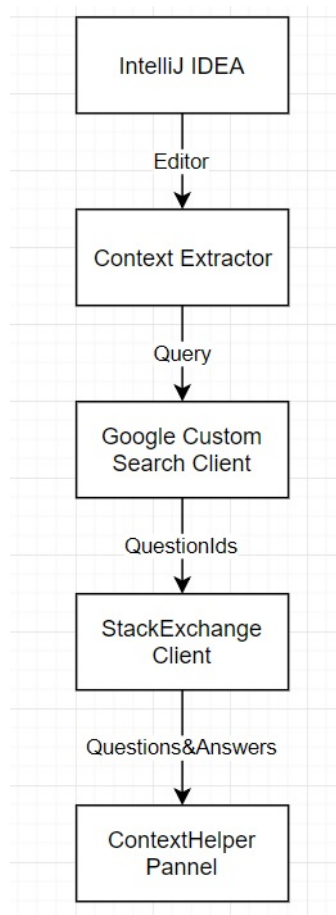 IntelliJ IDEA
Editor
Context Extractor
Query
Google Custom
Search Client
QuestionIds
StackExchange
Client
Questions&Answers
ContextHelper
Pannel